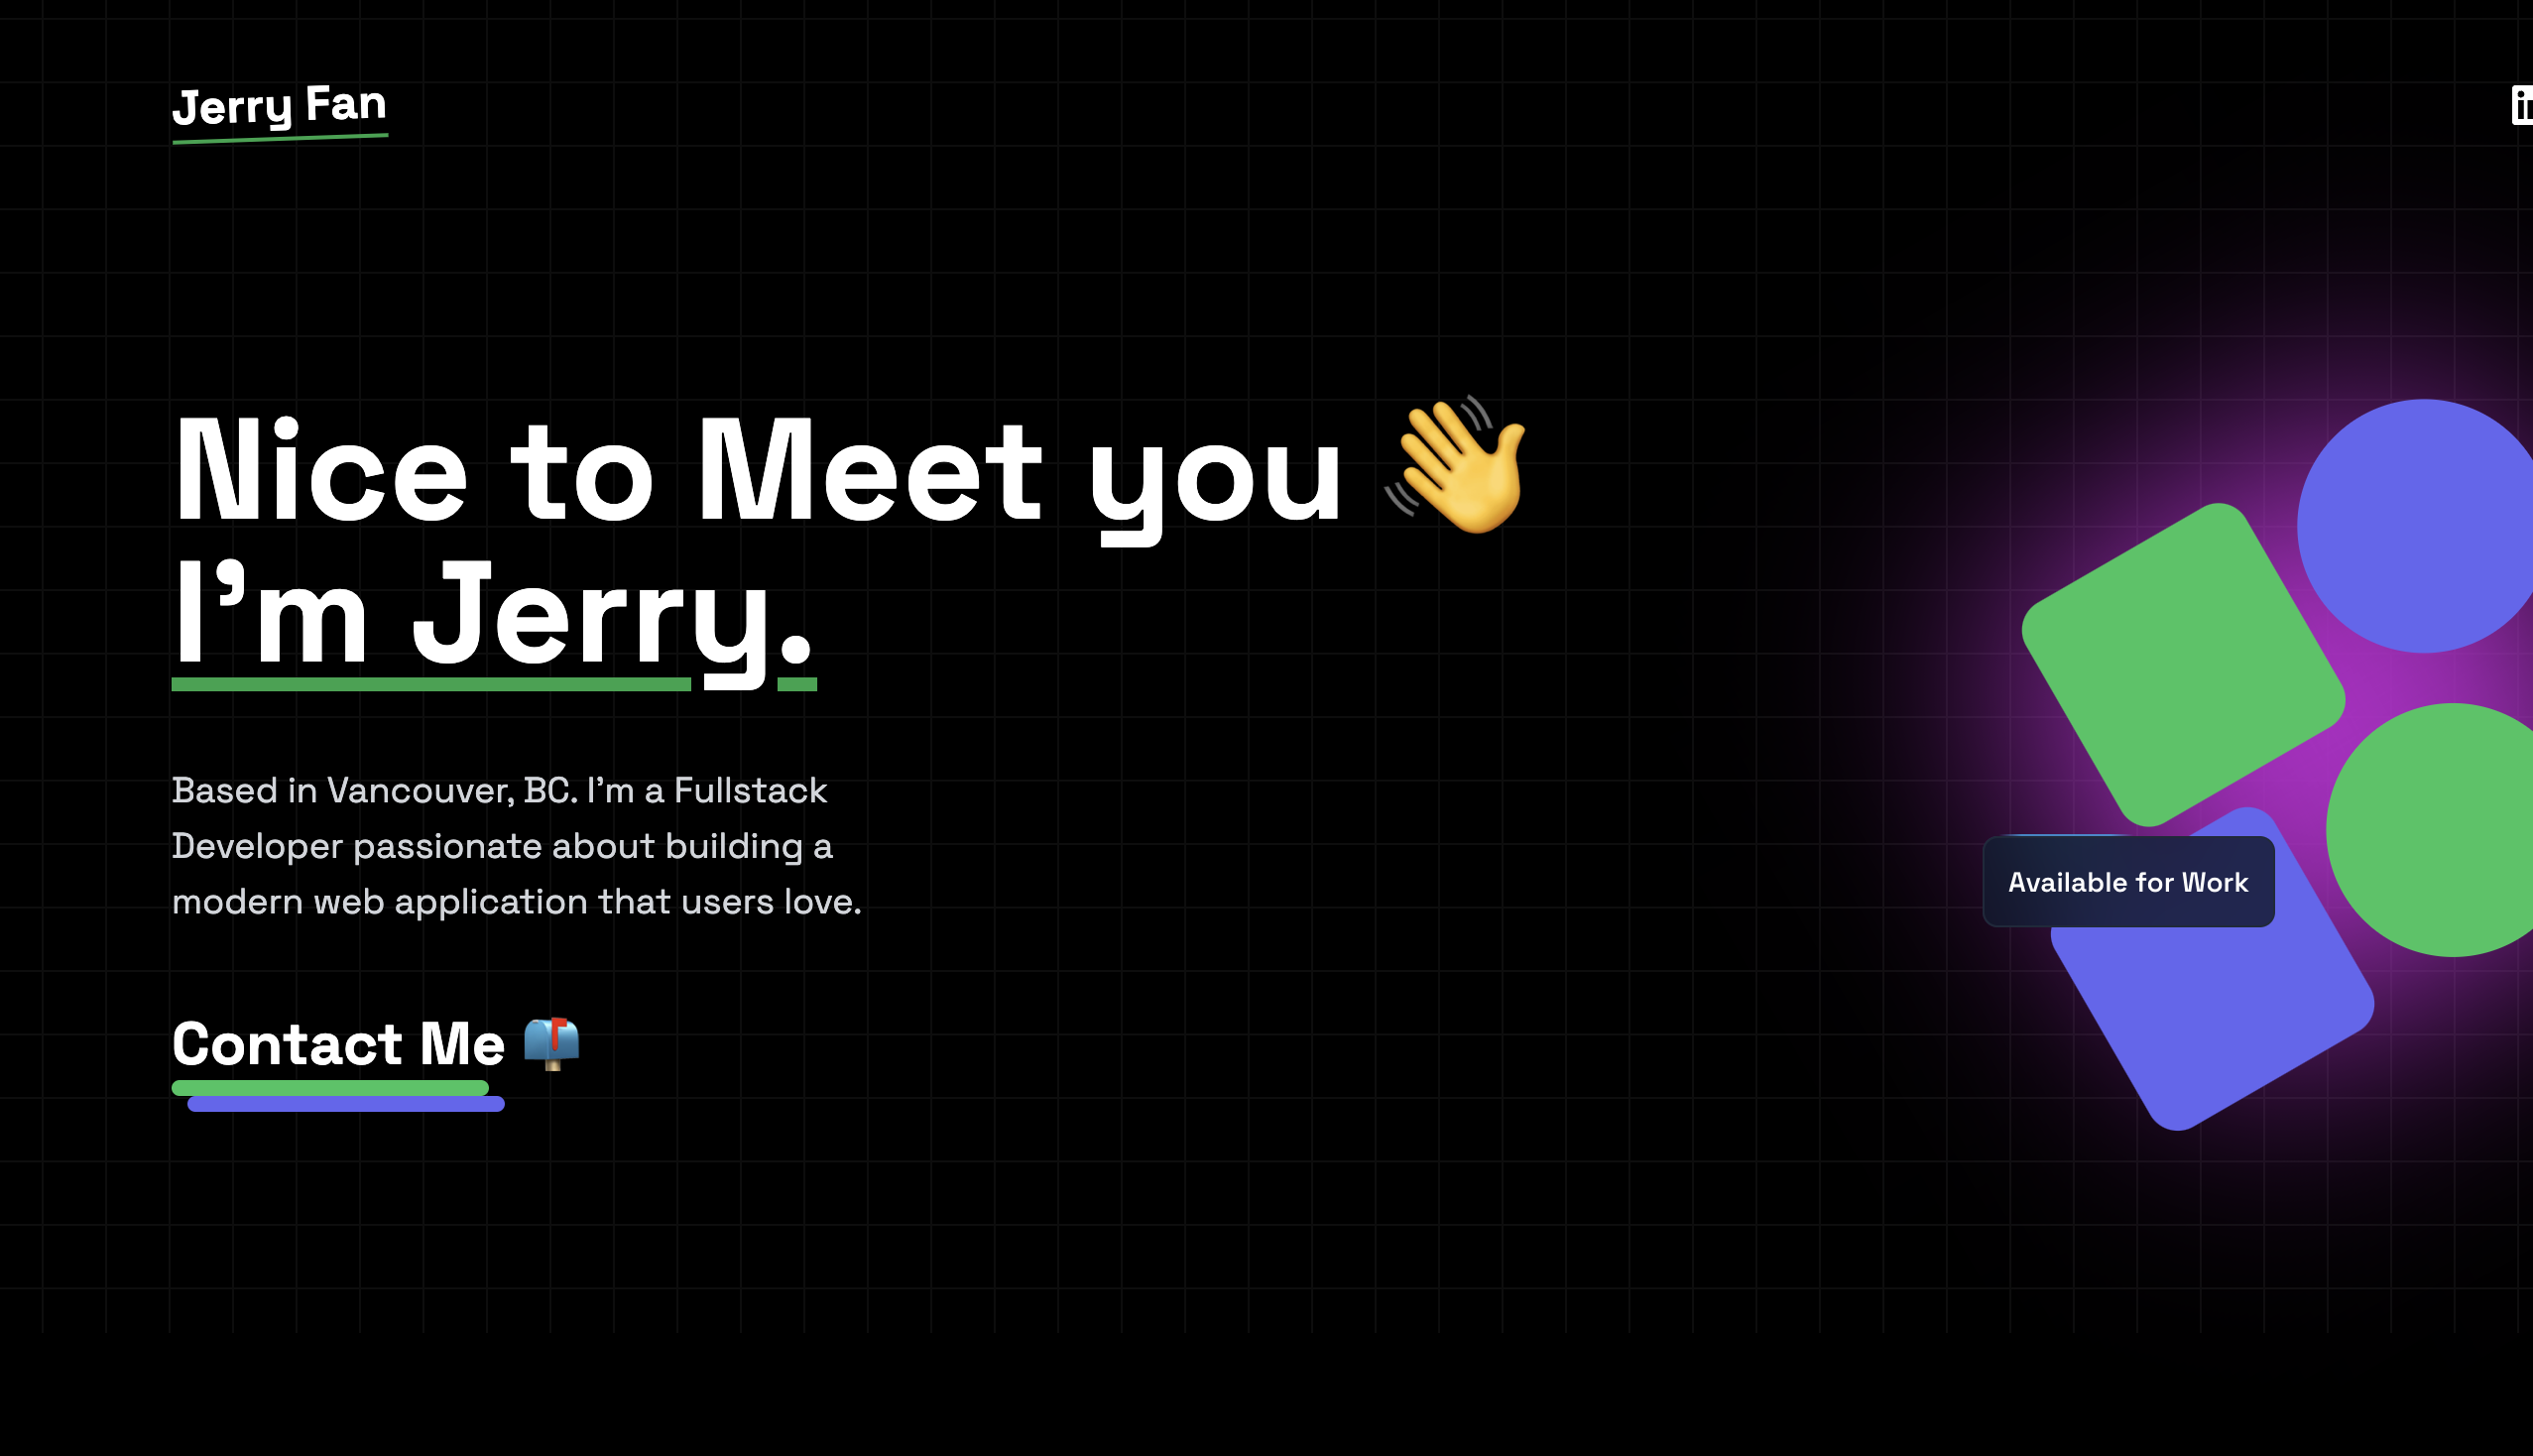 Jerry Fan
in
Nice to Meet you 👋
I’m Jerry.
Based in Vancouver, BC. I’m a Fullstack
Developer passionate about building a
modern web application that users love.
Available for Work
Contact Me 📫